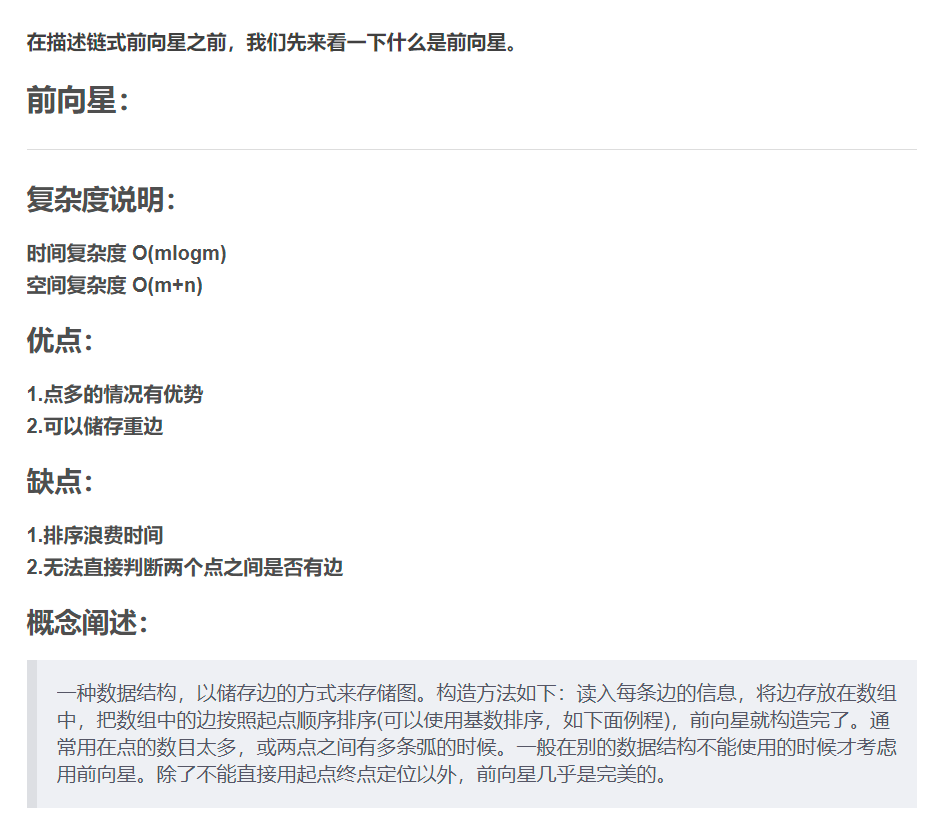 在描述链式前向星之前，我们先来看一下什么是前向星。
前向星：
复杂度说明：
时间复杂度 O(mlogm)
空间复杂度 O(m+n)
优点：
1.点多的情况有优势
2.可以储存重边
缺点：
1.排序浪费时间
2.无法直接判断两个点之间是否有边
概念阐述：
一种数据结构，以储存边的方式来存储图。构造方法如下：读入每条边的信息，将边存放在数组
中，把数组中的边按照起点顺序排序(可以使用基数排序，如下面例程)，前向星就构造完了。通
常用在点的数目太多，或两点之间有多条弧的时候。一般在别的数据结构不能使用的时候才考虑
用前向星。除了不能直接用起点终点定位以外，前向星几乎是完美的。